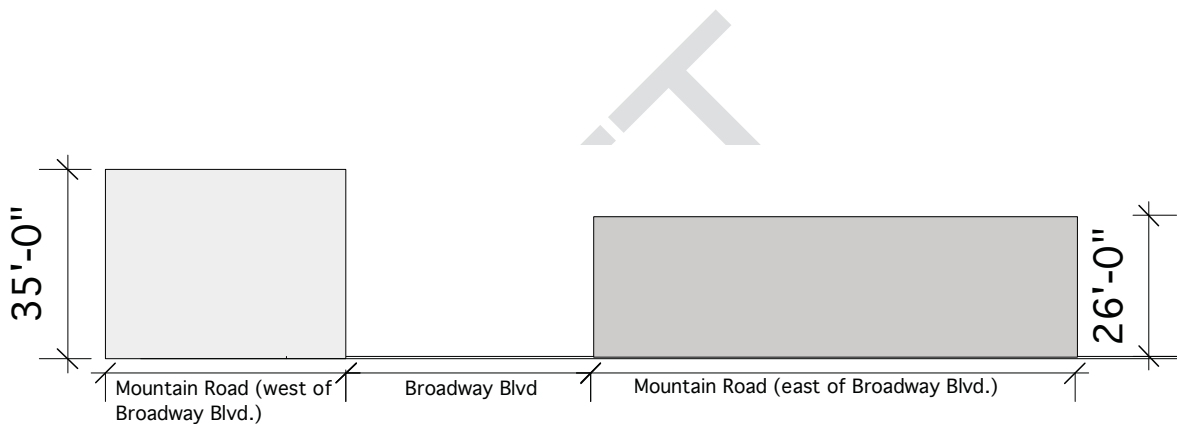 35'-0"
26'-0"
Mountain Road (west of
Broadway Blvd.)
Broadway Blvd
Mountain Road (east of Broadway Blvd.)